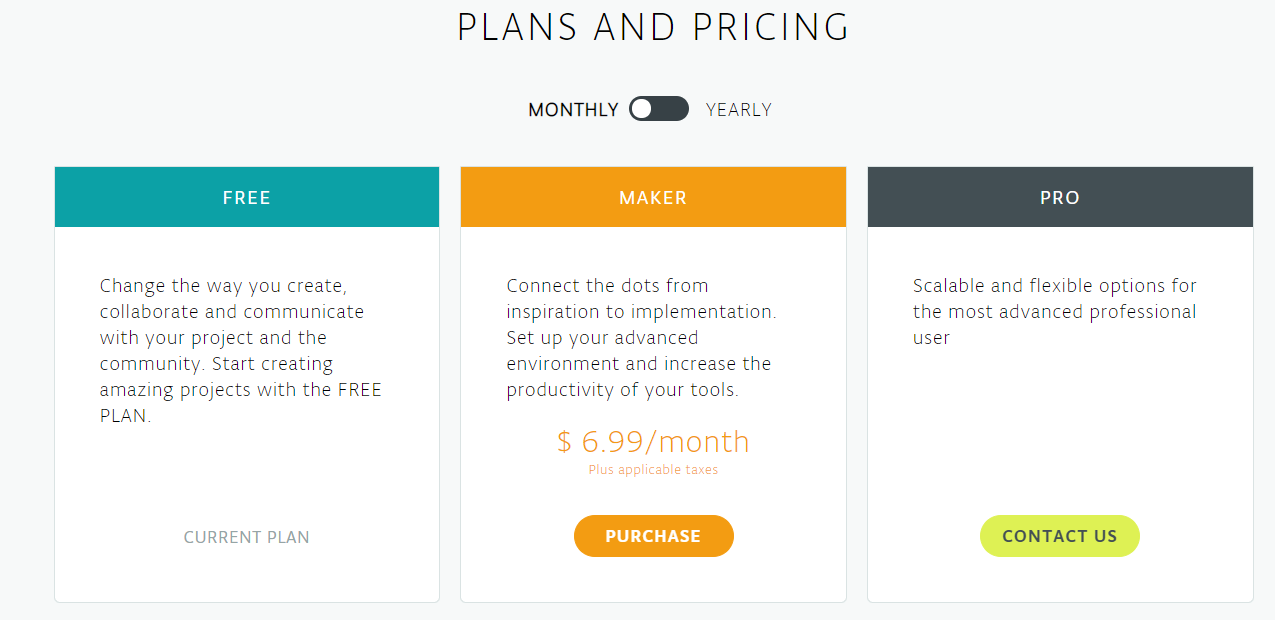 PLANS AND PRICING
MONTHLY YEARLY
FREE
Change the way you create,
collaborate and communicate
with your project and the
community. Start creating
amazing projects with the FREE
PLAN.
CURRENT PLAN
MAKER
Connect the dots from
inspiration to implementation.
Set up your advanced
environment and increase the
productivity of your tools.
$ 6.99/month
Plus applicable taxes
PURCHASE
PRO
Scalable and flexible options for
the most advanced professional
user
CONTACT US